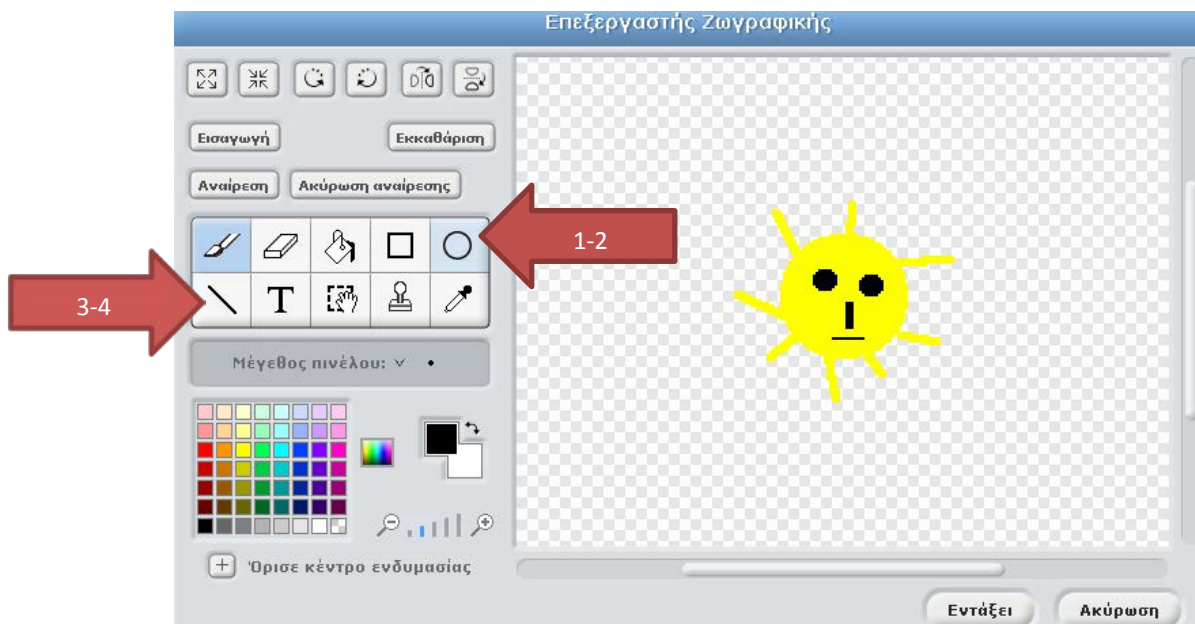 Επεξεργαστής Ζωγραφικής
Εισαγωγή Εκκαθάριση
Αναίρεση Ακύρωση αναίρεσης
1-2
T
3-4
Μέγεθος πινέλου:
Όρισε κέντρο ενδυμασίας
Εντάξει Ακύρωση